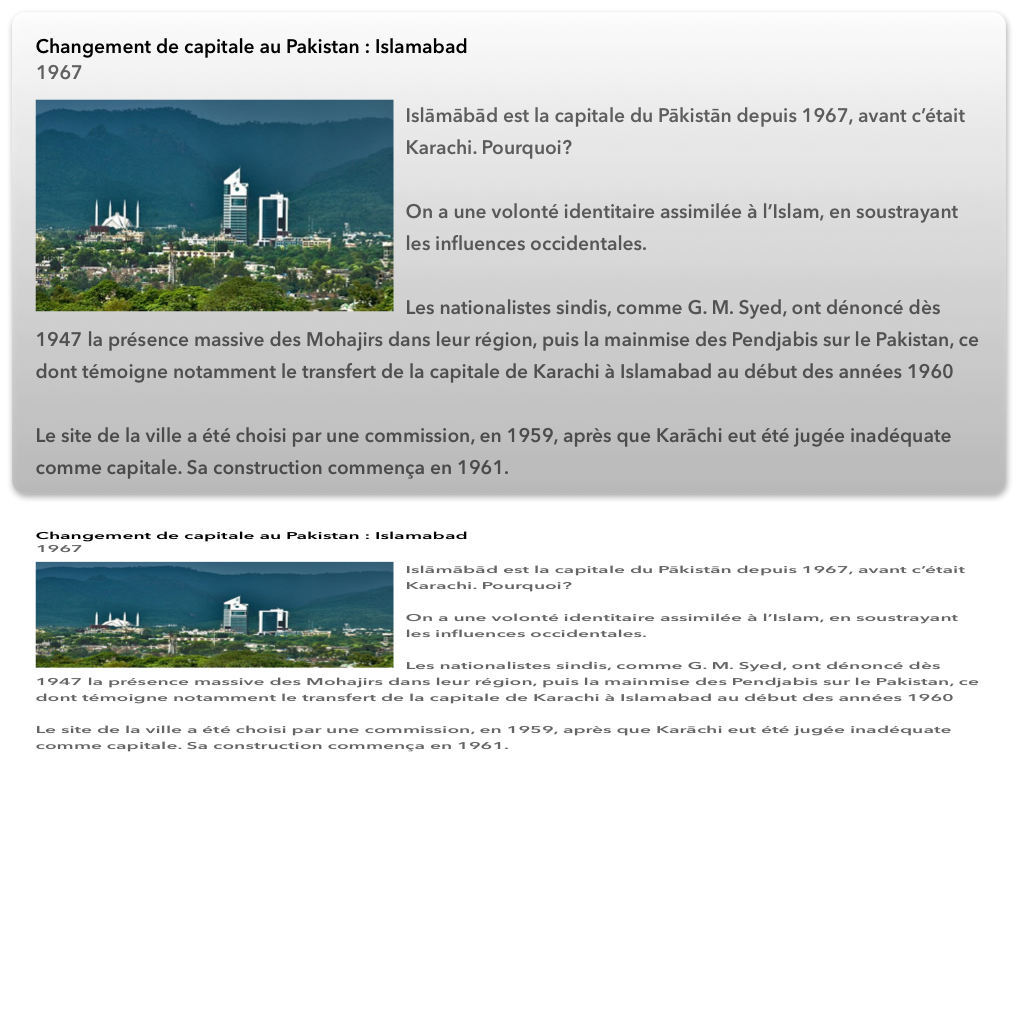 Changement de capitale au Pakistan : Islamabad
1967
Islāmābād est la capitale du Pākistān depuis 1967, avant c’était
Karachi. Pourquoi?
On a une volonté identitaire assimilée à l’Islam, en soustrayant
les influences occidentales.
Les nationalistes sindis, comme G. M. Syed, ont dénoncé dès
1947 la présence massive des Mohajirs dans leur région, puis la mainmise des Pendjabis sur le Pakistan, ce
dont témoigne notamment le transfert de la capitale de Karachi à Islamabad au début des années 1960
Le site de la ville a été choisi par une commission, en 1959, après que Karāchi eut été jugée inadéquate
comme capitale. Sa construction commença en 1961.
Changement de capitale au Pakistan : Islamabad
1967
Islāmābād est la capitale du Pākistān depuis 1967, avant c’était
Karachi. Pourquoi?
On a une volonté identitaire assimilée à l’Islam, en soustrayant
les influences occidentales.
Les nationalistes sindis, comme G. M. Syed, ont dénoncé dès
1947 la présence massive des Mohajirs dans leur région, puis la mainmise des Pendjabis sur le Pakistan, ce
dont témoigne notamment le transfert de la capitale de Karachi à Islamabad au début des années 1960
Le site de la ville a été choisi par une commission, en 1959, après que Karāchi eut été jugée inadéquate
comme capitale. Sa construction commença en 1961.